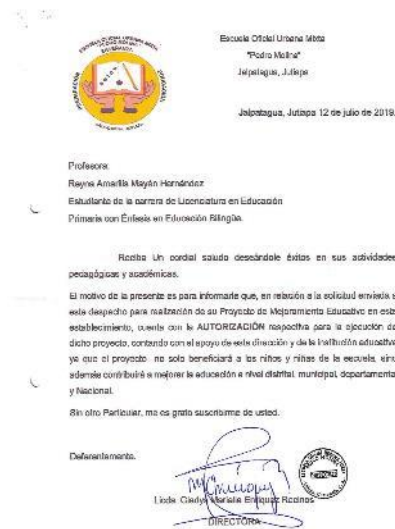 Escuela Oficial Urbana Mixta
"Pedro Molina"
Jalpatagua, Jutiapa
Jalpatagua, Jutiapa 12 de julio de 2019.
Profesora:
Reyna Amarilis Mayén Hernández
Estudiante de la carrera de Licenciatura en Educación
Primaria con Énfasis en Educación Bilingüe.
Reciba Un cordial saludo deseándole éxitos en sus actividades
pedagógicas y académicas.
El motivo de la presente es para informarle que, en relación a la solicitud enviada a
este despacho para realización de su Proyecto de Mejoramiento Educativo en este
establecimiento, cuenta con la AUTORIZACIÓN respectiva para la ejecución de
dicho proyecto, contando con el apoyo de esta dirección y de la institución educativa
ya que el proyecto no solo beneficiará a los niños y niñas de la escuela, sino
además contribuirá a mejorar la educación a nivel distrital, municipal, departamental
y Nacional.
Sin otro Particular, me es grato suscribirme de usted.
Deferentemente.
Licda. Gladys Enríquez Recinos
DIRECTORA